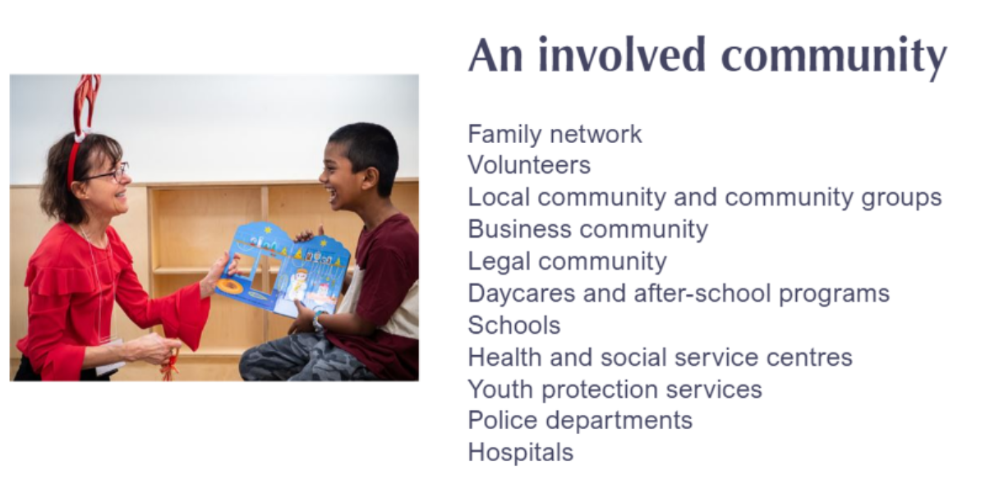 An involved community
Family network
Volunteers
Local community and community groups
Business community
Legal community
Daycares and after-school programs
Schools
Health and social service centres
Youth protection services
Police departments
Hospitals